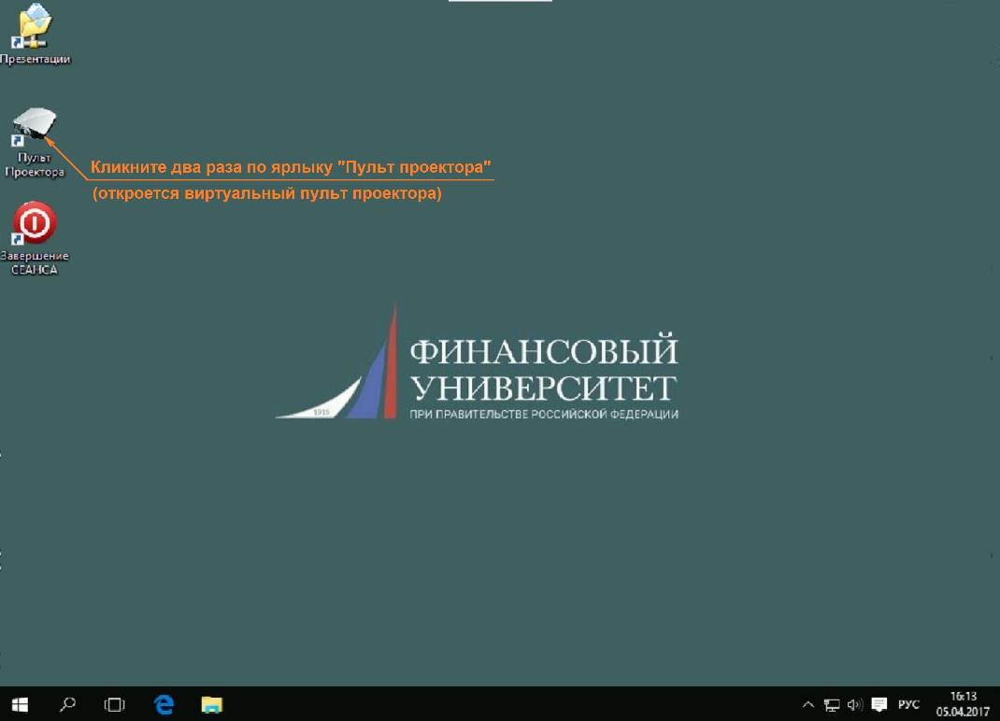 Презентации
Пульт
Проектора
Кликните два раза по ярлыку "Пульт проектора"
(откроется виртуальный пульт проектора)
Завершение
СЕАНСА
1919
ФИНАНСОВЫЙ
УНИВЕРСИТЕТ
ПРИ ПРАВИТЕЛЬСТВЕ РОССИЙСКОЙ ФЕДЕРАЦИИ
РУС
16:13
05.04.2017